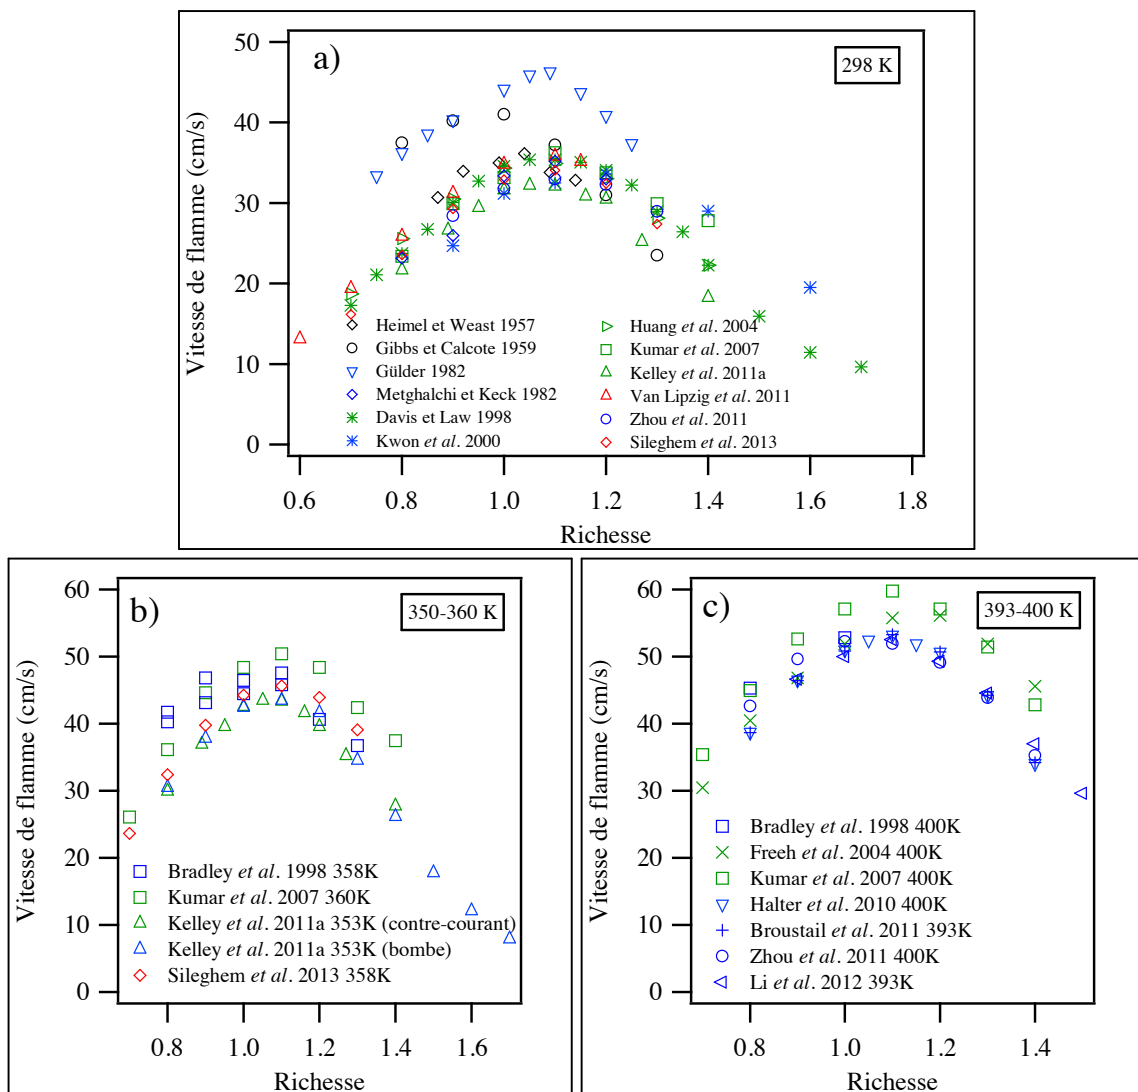 a)
298 K
Vitesse de flamme (cm/s)
50
40
30
20
10
0
Heimel et Weast 1957
Gibbs et Calcote 1959
Gülder 1982
Metghalchi et Keck 1982
Davis et Law 1998
Kwon et al. 2000
Huang et al. 2004
Kumar et al. 2007
Kelley et al. 2011a
Van Lipzig et al. 2011
Zhou et al. 2011
Sileghem et al. 2013
0.6 0.8 1.0 1.2 1.4 1.6 1.8
Richesse
b)
350-360 K
Vitesse de flamme (cm/s)
60
50
40
30
20
10
0
Bradley et al. 1998 358K
Kumar et al. 2007 360K
Kelley et al. 2011a 353K (contre-courant)
Kelley et al. 2011a 353K (bombe)
Sileghem et al. 2013 358K
0.8 1.0 1.2 1.4 1.6
Richesse
c)
393-400 K
Vitesse de flamme (cm/s)
60
50
40
30
20
10
0
Bradley et al. 1998 400K
Freeh et al. 2004 400K
Kumar et al. 2007 400K
Halter et al. 2010 400K
Broustail et al. 2011 393K
Zhou et al. 2011 400K
Li et al. 2012 393K
0.8 1.0 1.2 1.4
Richesse